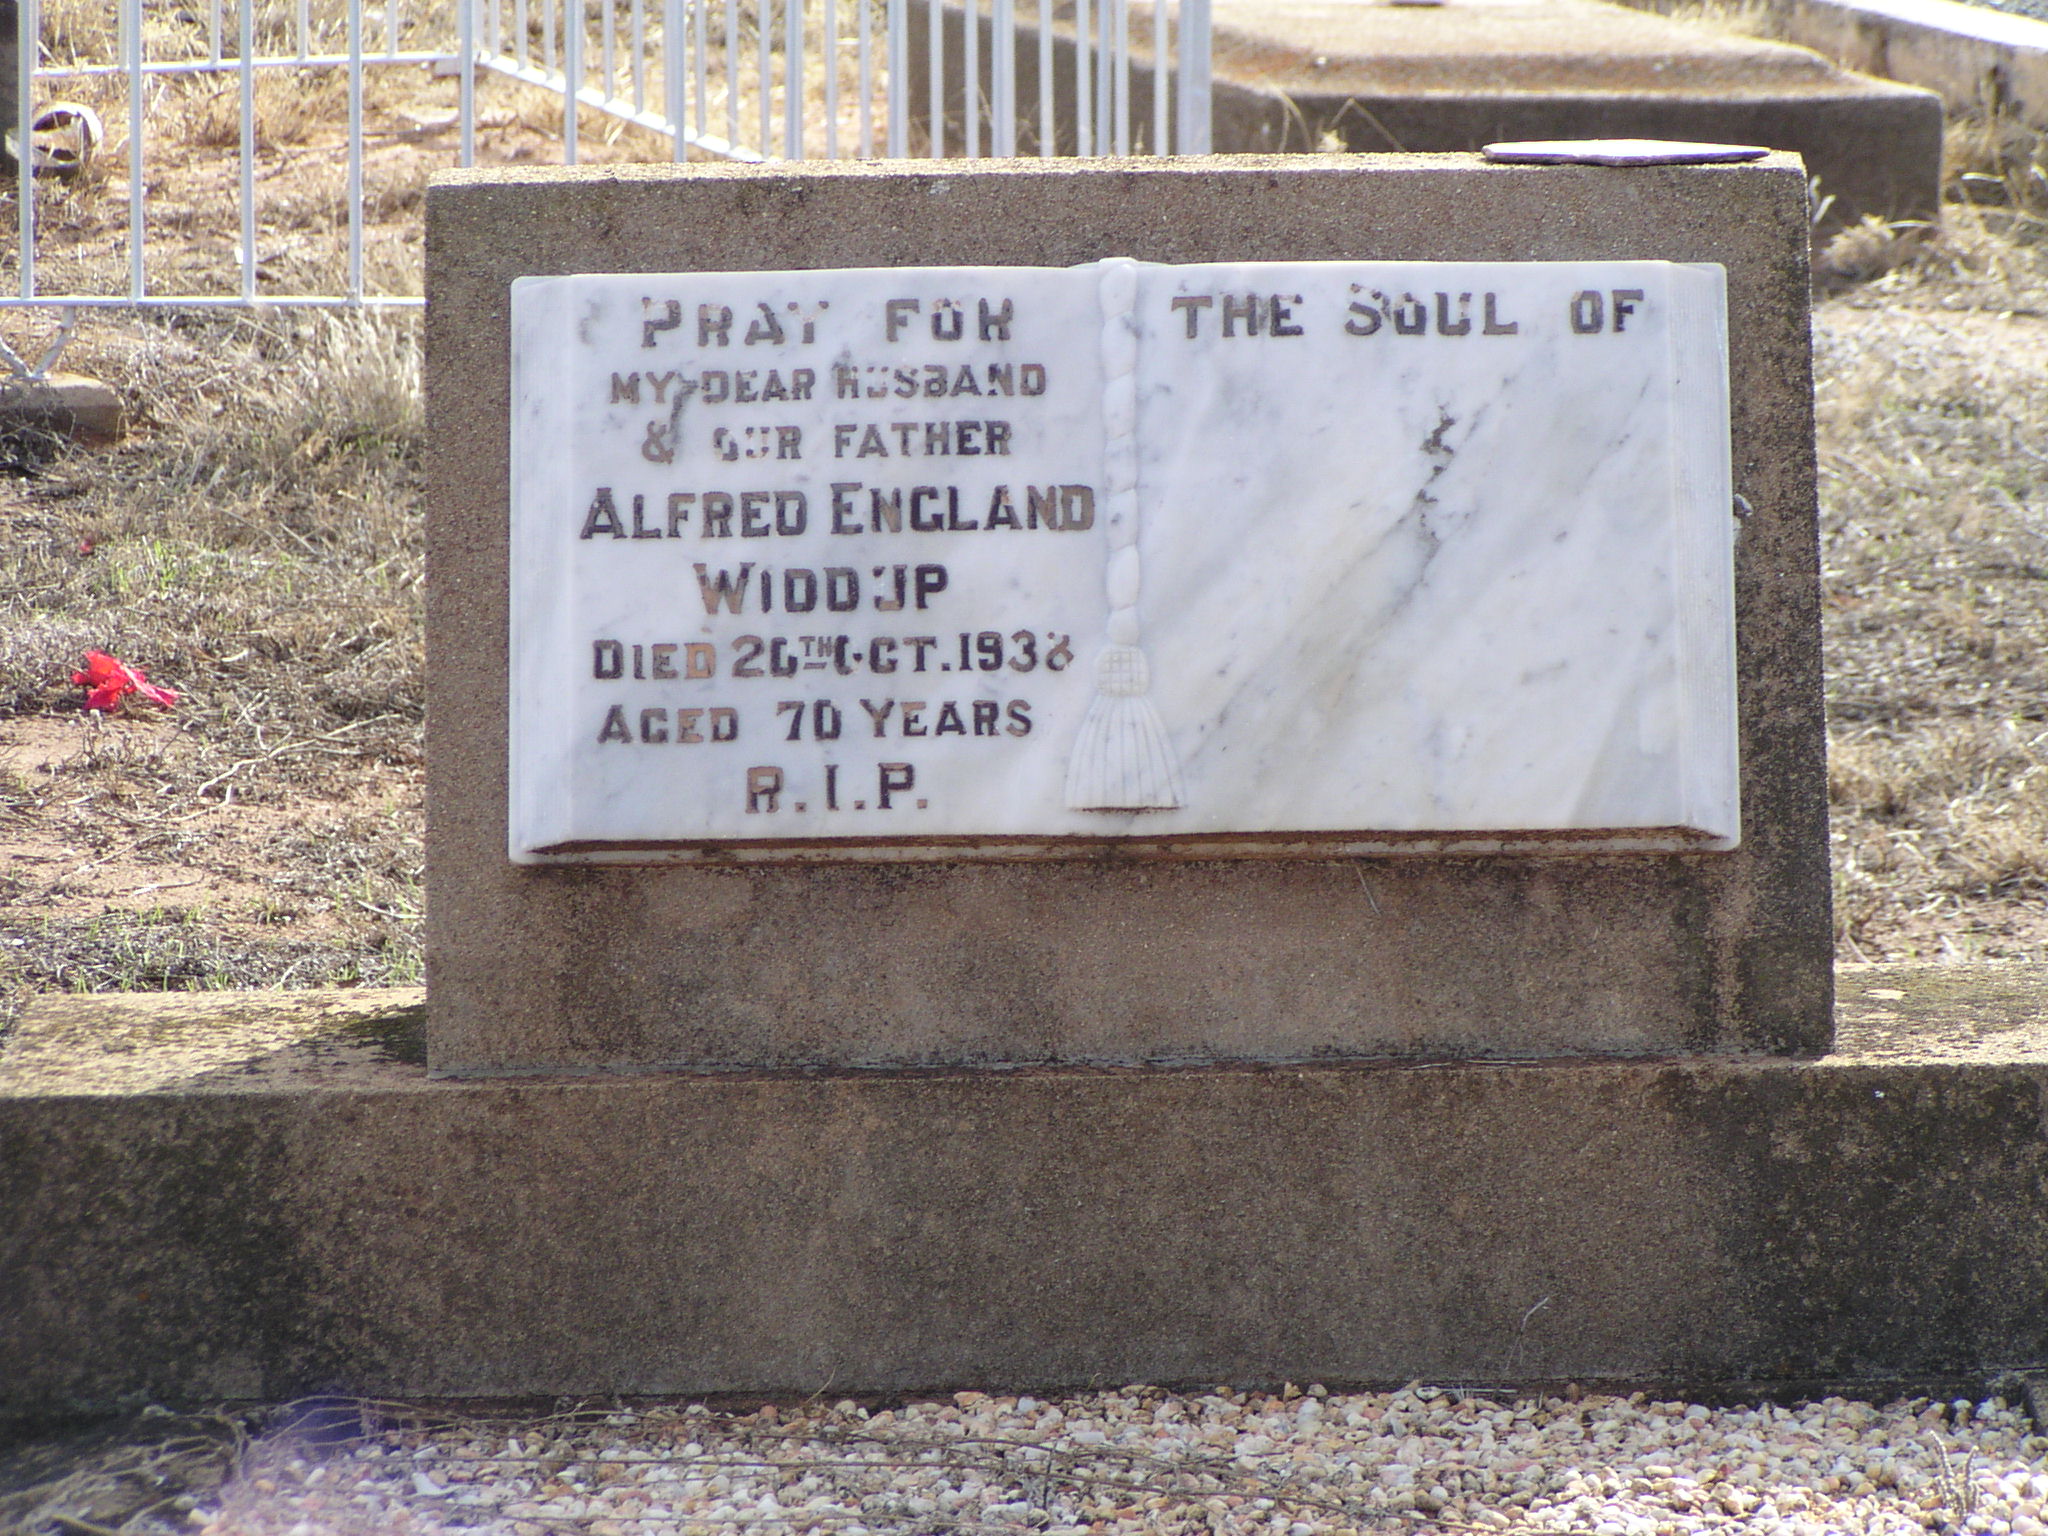 PRAY FOR THE SOUL OF
MY DEAR HUSBAND
& OUR FATHER
ALFRED ENGLAND
WIDDUP
DIED OCT. 1938
AGED 70 YEARS
R.I.P.